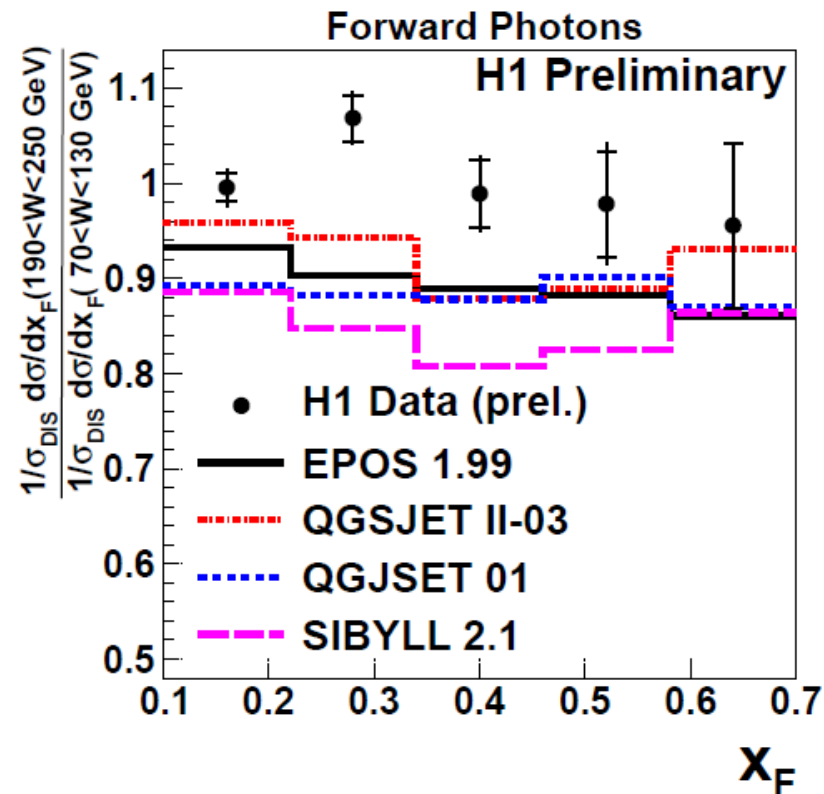 Forward Photons
H1 Preliminary
1/σ_DIS dσ/dx_F(190<W<250 GeV)
1/σ_DIS dσ/dx_F( 70<W<130 GeV)
1.1
1
0.9
0.8
0.7
0.6
0.5
H1 Data (prel.)
EPOS 1.99
QGSJET II-03
QGJSET 01
SIBYLL 2.1
0.1 0.2 0.3 0.4 0.5 0.6 0.7
x_F